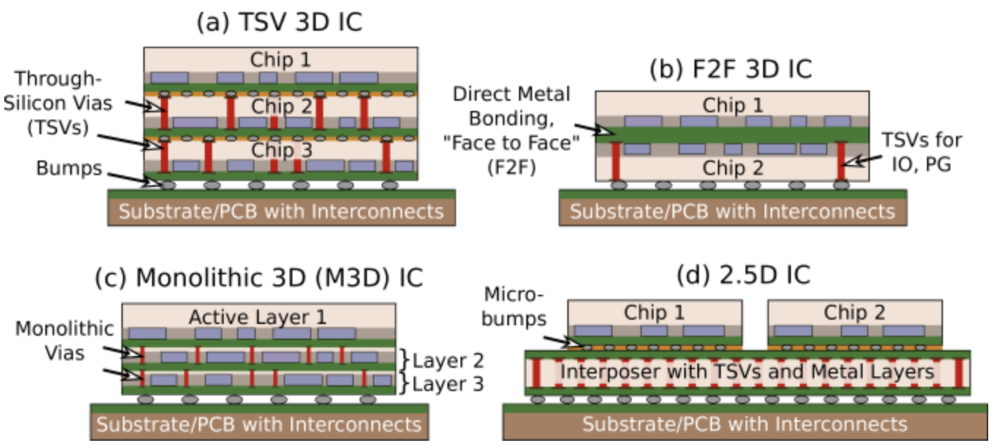 (a) TSV 3D IC
Chip 1
Through-
Silicon Vias
(TSVs)
Chip 2
Chip 3
Bumps
Substrate/PCB with Interconnects
(b) F2F 3D IC
Direct Metal
Bonding,
"Face to Face"
(F2F)
Chip 1
Chip 2
TSVs for
IO, PG
Substrate/PCB with Interconnects
(c) Monolithic 3D (M3D) IC
Active Layer 1
Monolithic
Vias
}Layer 2
}Layer 3
Substrate/PCB with Interconnects
(d) 2.5D IC
Micro-
bumps
Chip 1
Chip 2
Interposer with TSVs and Metal Layers
Substrate/PCB with Interconnects